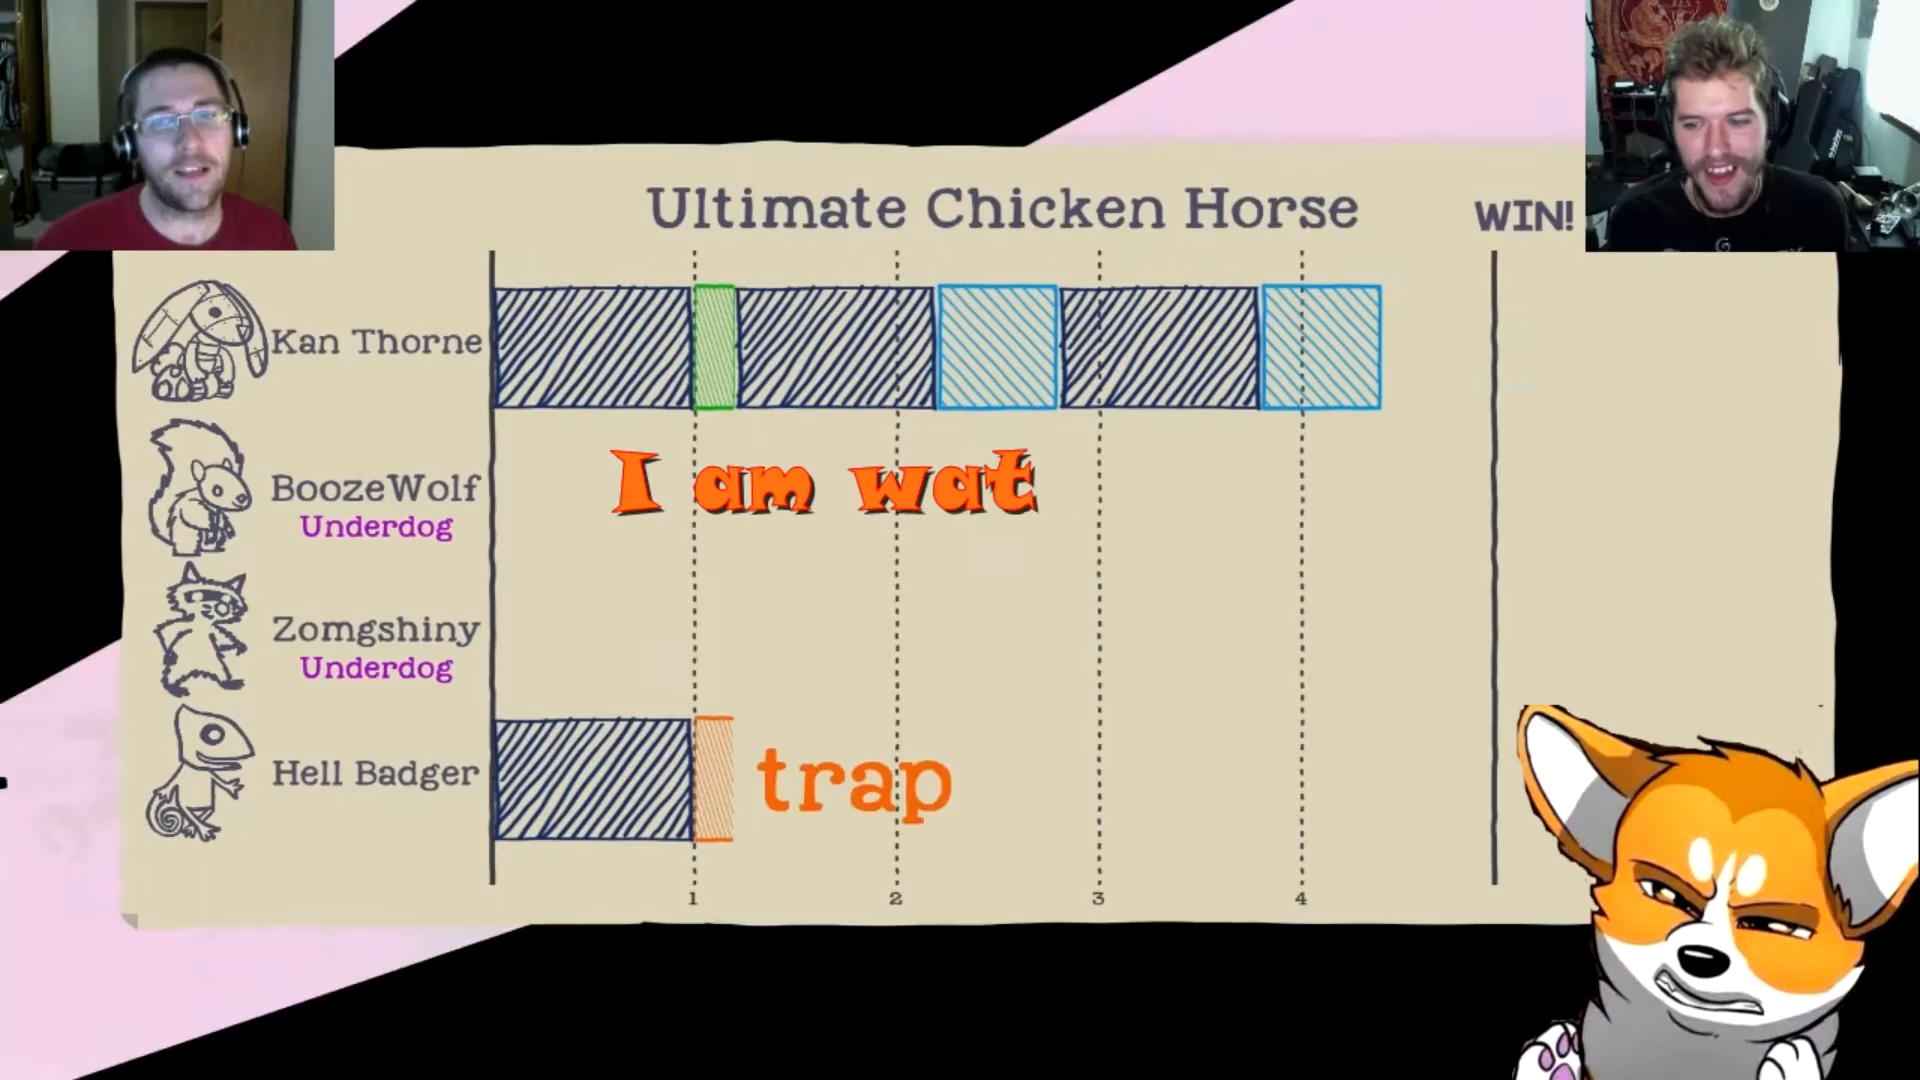 Ultimate Chicken Horse
WIN!
Kan Thorne
BoozeWolf
Underdog
I am wat
Zomgshiny
Underdog
Hell Badger
trap
1 2 3 4